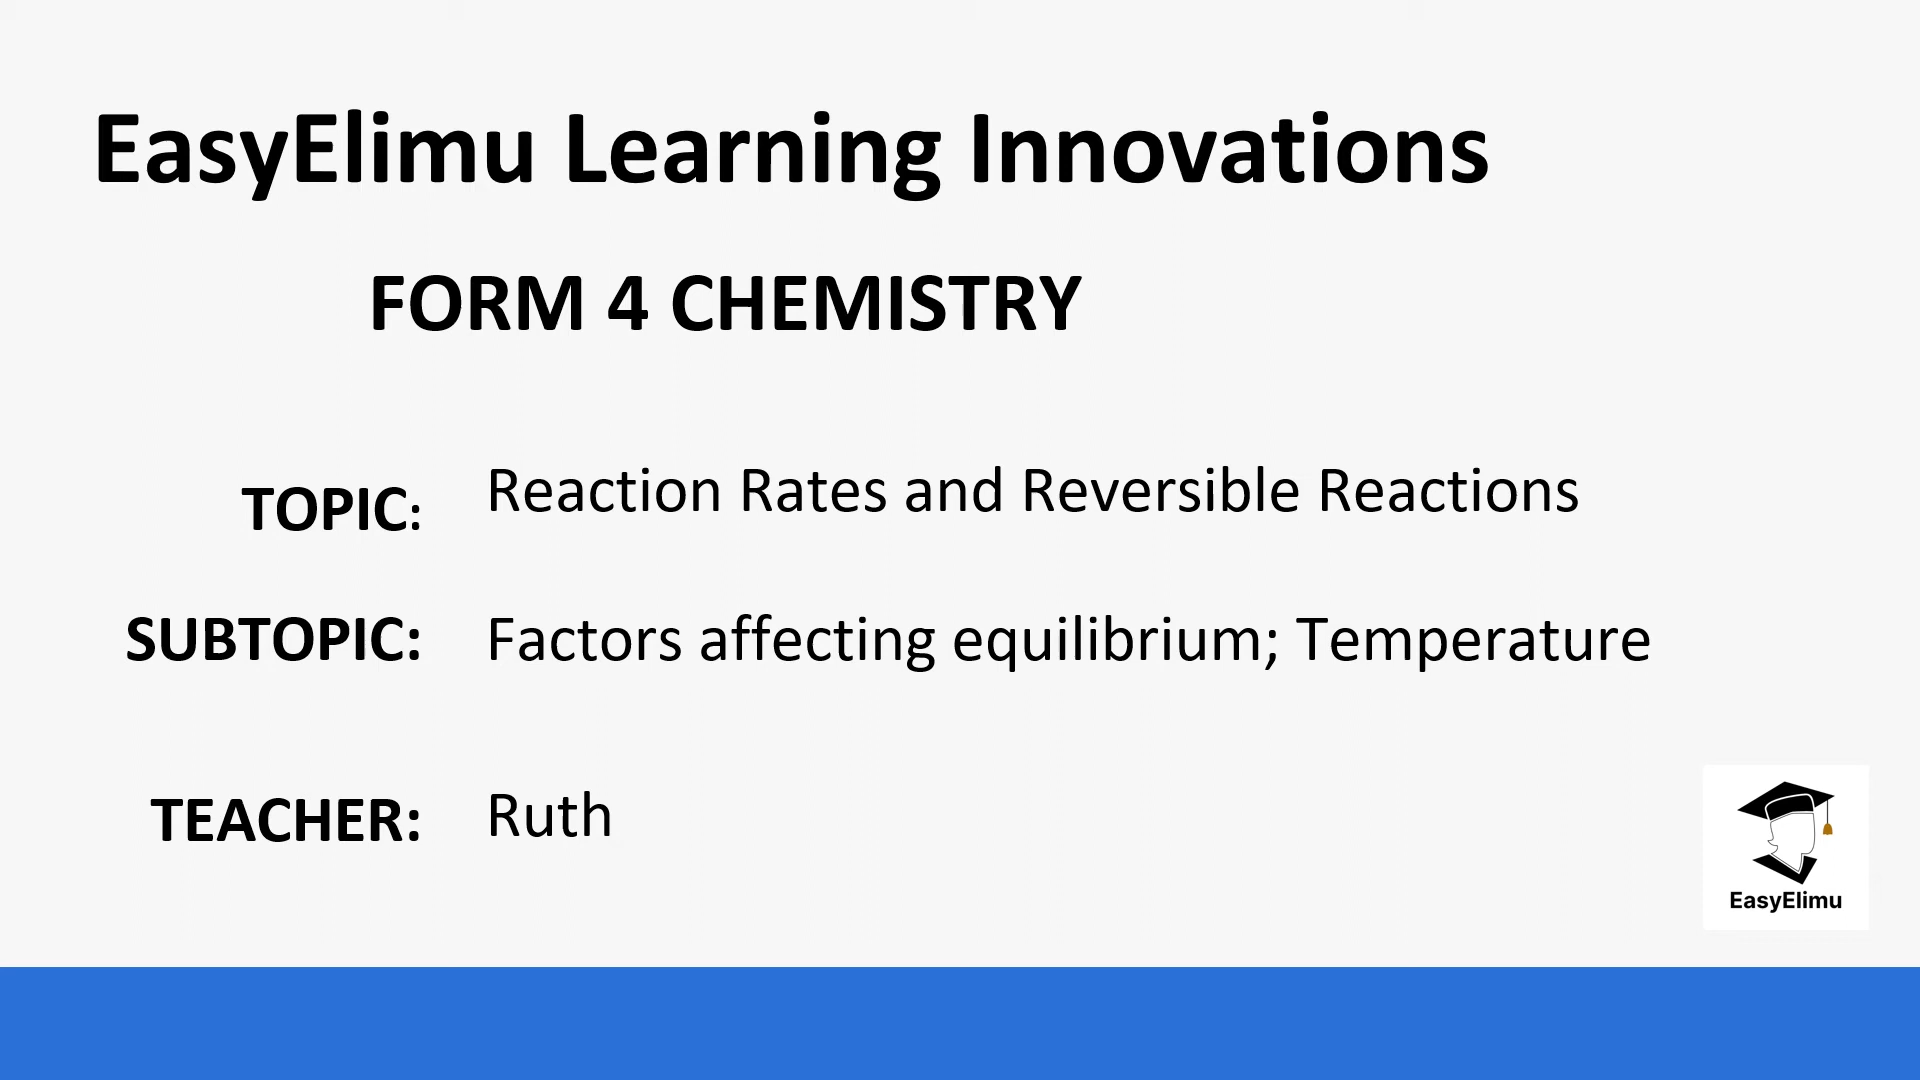 EasyElimu Learning Innovations
FORM 4 CHEMISTRY
TOPIC: Reaction Rates and Reversible Reactions
SUBTOPIC: Factors affecting equilibrium; Temperature
TEACHER: Ruth
EasyElimu